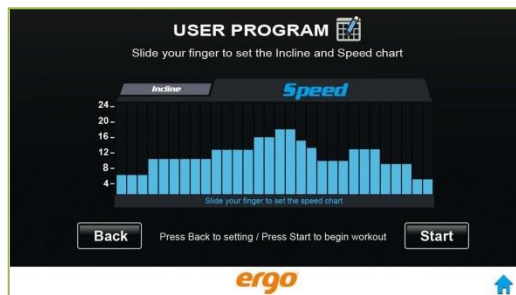 USER PROGRAM
Slide your finger to set the Incline and Speed chart
Incline
Speed
24
20
16
12
8
4
Slide your finger to set the speed chart
Back
Press Back to setting / Press Start to begin workout
Start
ergo